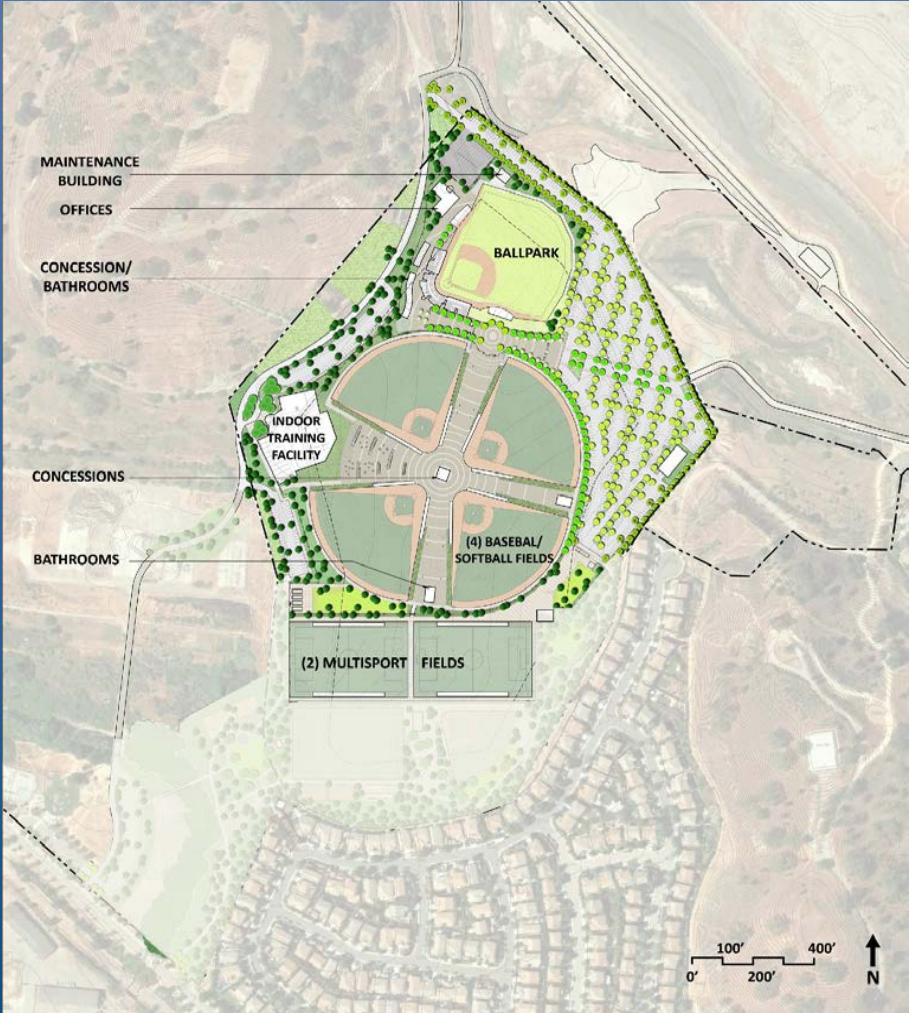 MAINTENANCE
BUILDING
OFFICES
BALLPARK
CONCESSION/
BATHROOMS
INDOOR
TRAINING
FACILITY
CONCESSIONS
(4) BASEBAL/
SOFTBALL FIELDS
BATHROOMS
(2) MULTISPORT FIELDS
100' 400'
0' 200'
N